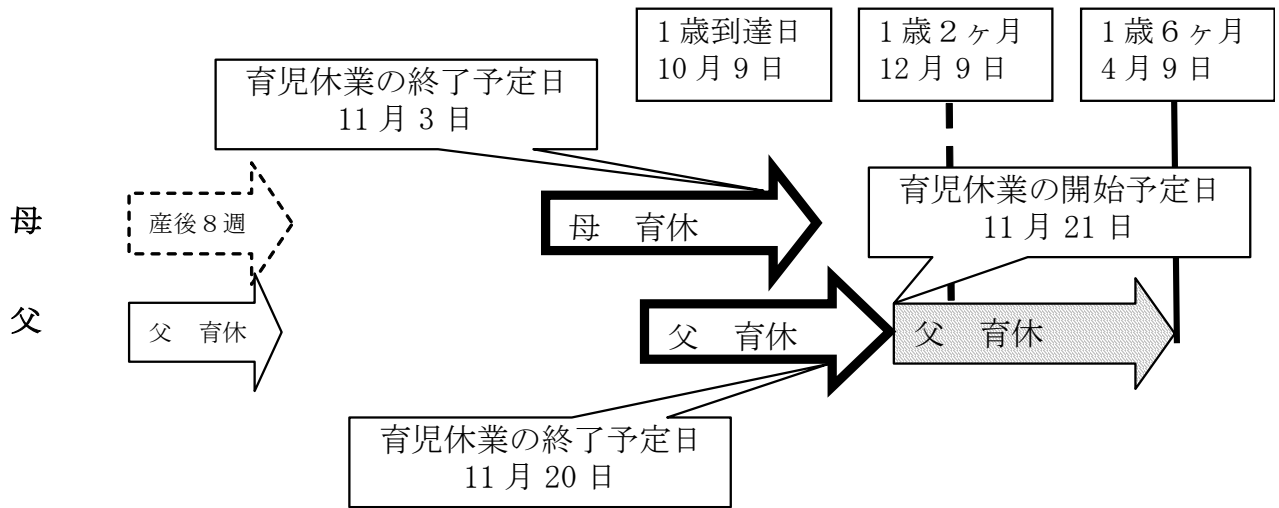 1歳到達日
10月9日
1歳2ヶ月
12月9日
1歳6ヶ月
4月9日
育児休業の終了予定日
11月3日
育児休業の開始予定日
11月21日
母
産後8週
母 育休
父
父 育休
父 育休
父 育休
育児休業の終了予定日
11月20日